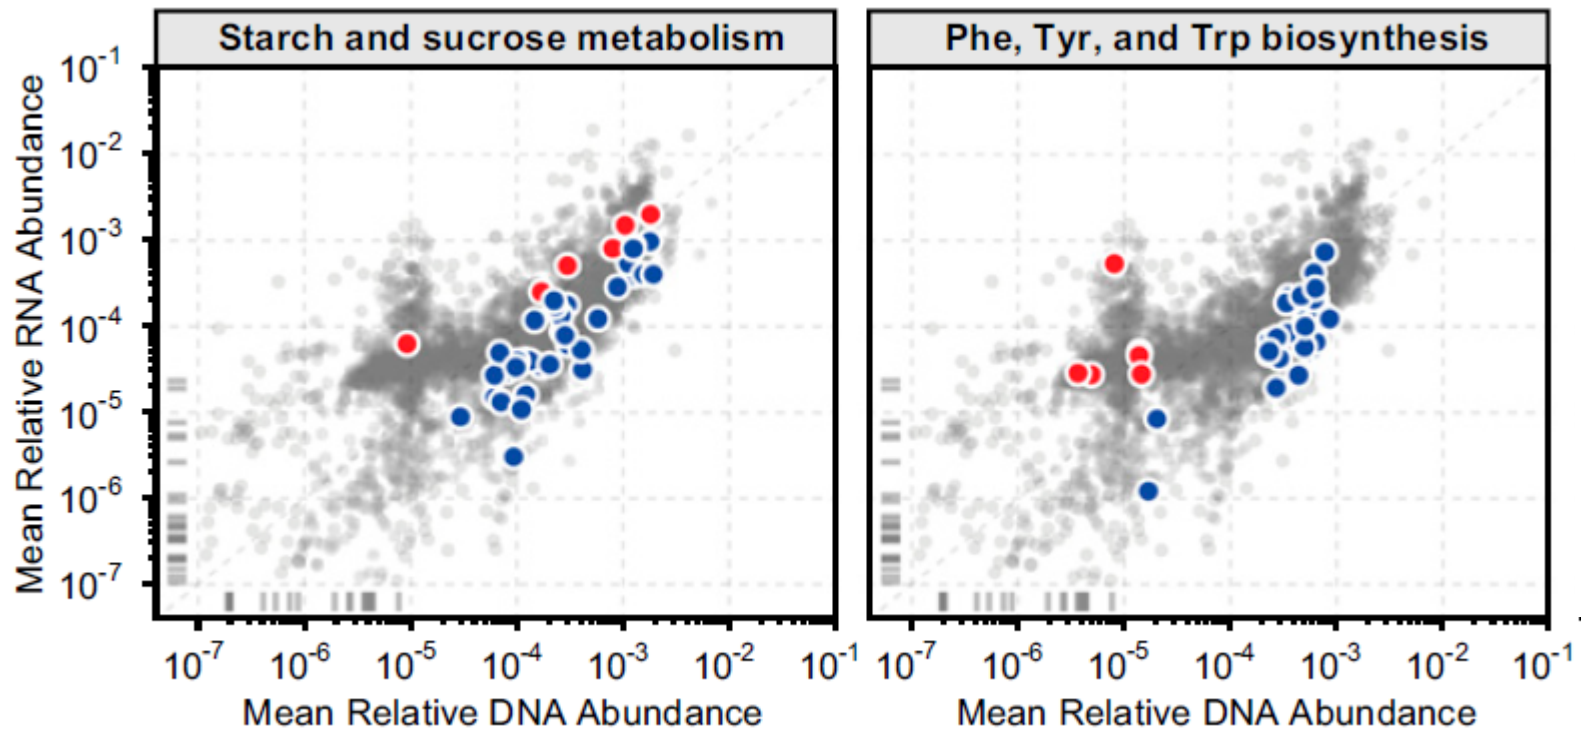 Starch and sucrose metabolism
Phe, Tyr, and Trp biosynthesis
Mean Relative RNA Abundance
10⁻¹
10⁻²
10⁻³
10⁻⁴
10⁻⁵
10⁻⁶
10⁻⁷
10⁻⁷ 10⁻⁶ 10⁻⁵ 10⁻⁴ 10⁻³ 10⁻² 10⁻¹
10⁻⁷ 10⁻⁶ 10⁻⁵ 10⁻⁴ 10⁻³ 10⁻² 10⁻¹
Mean Relative DNA Abundance
Mean Relative DNA Abundance